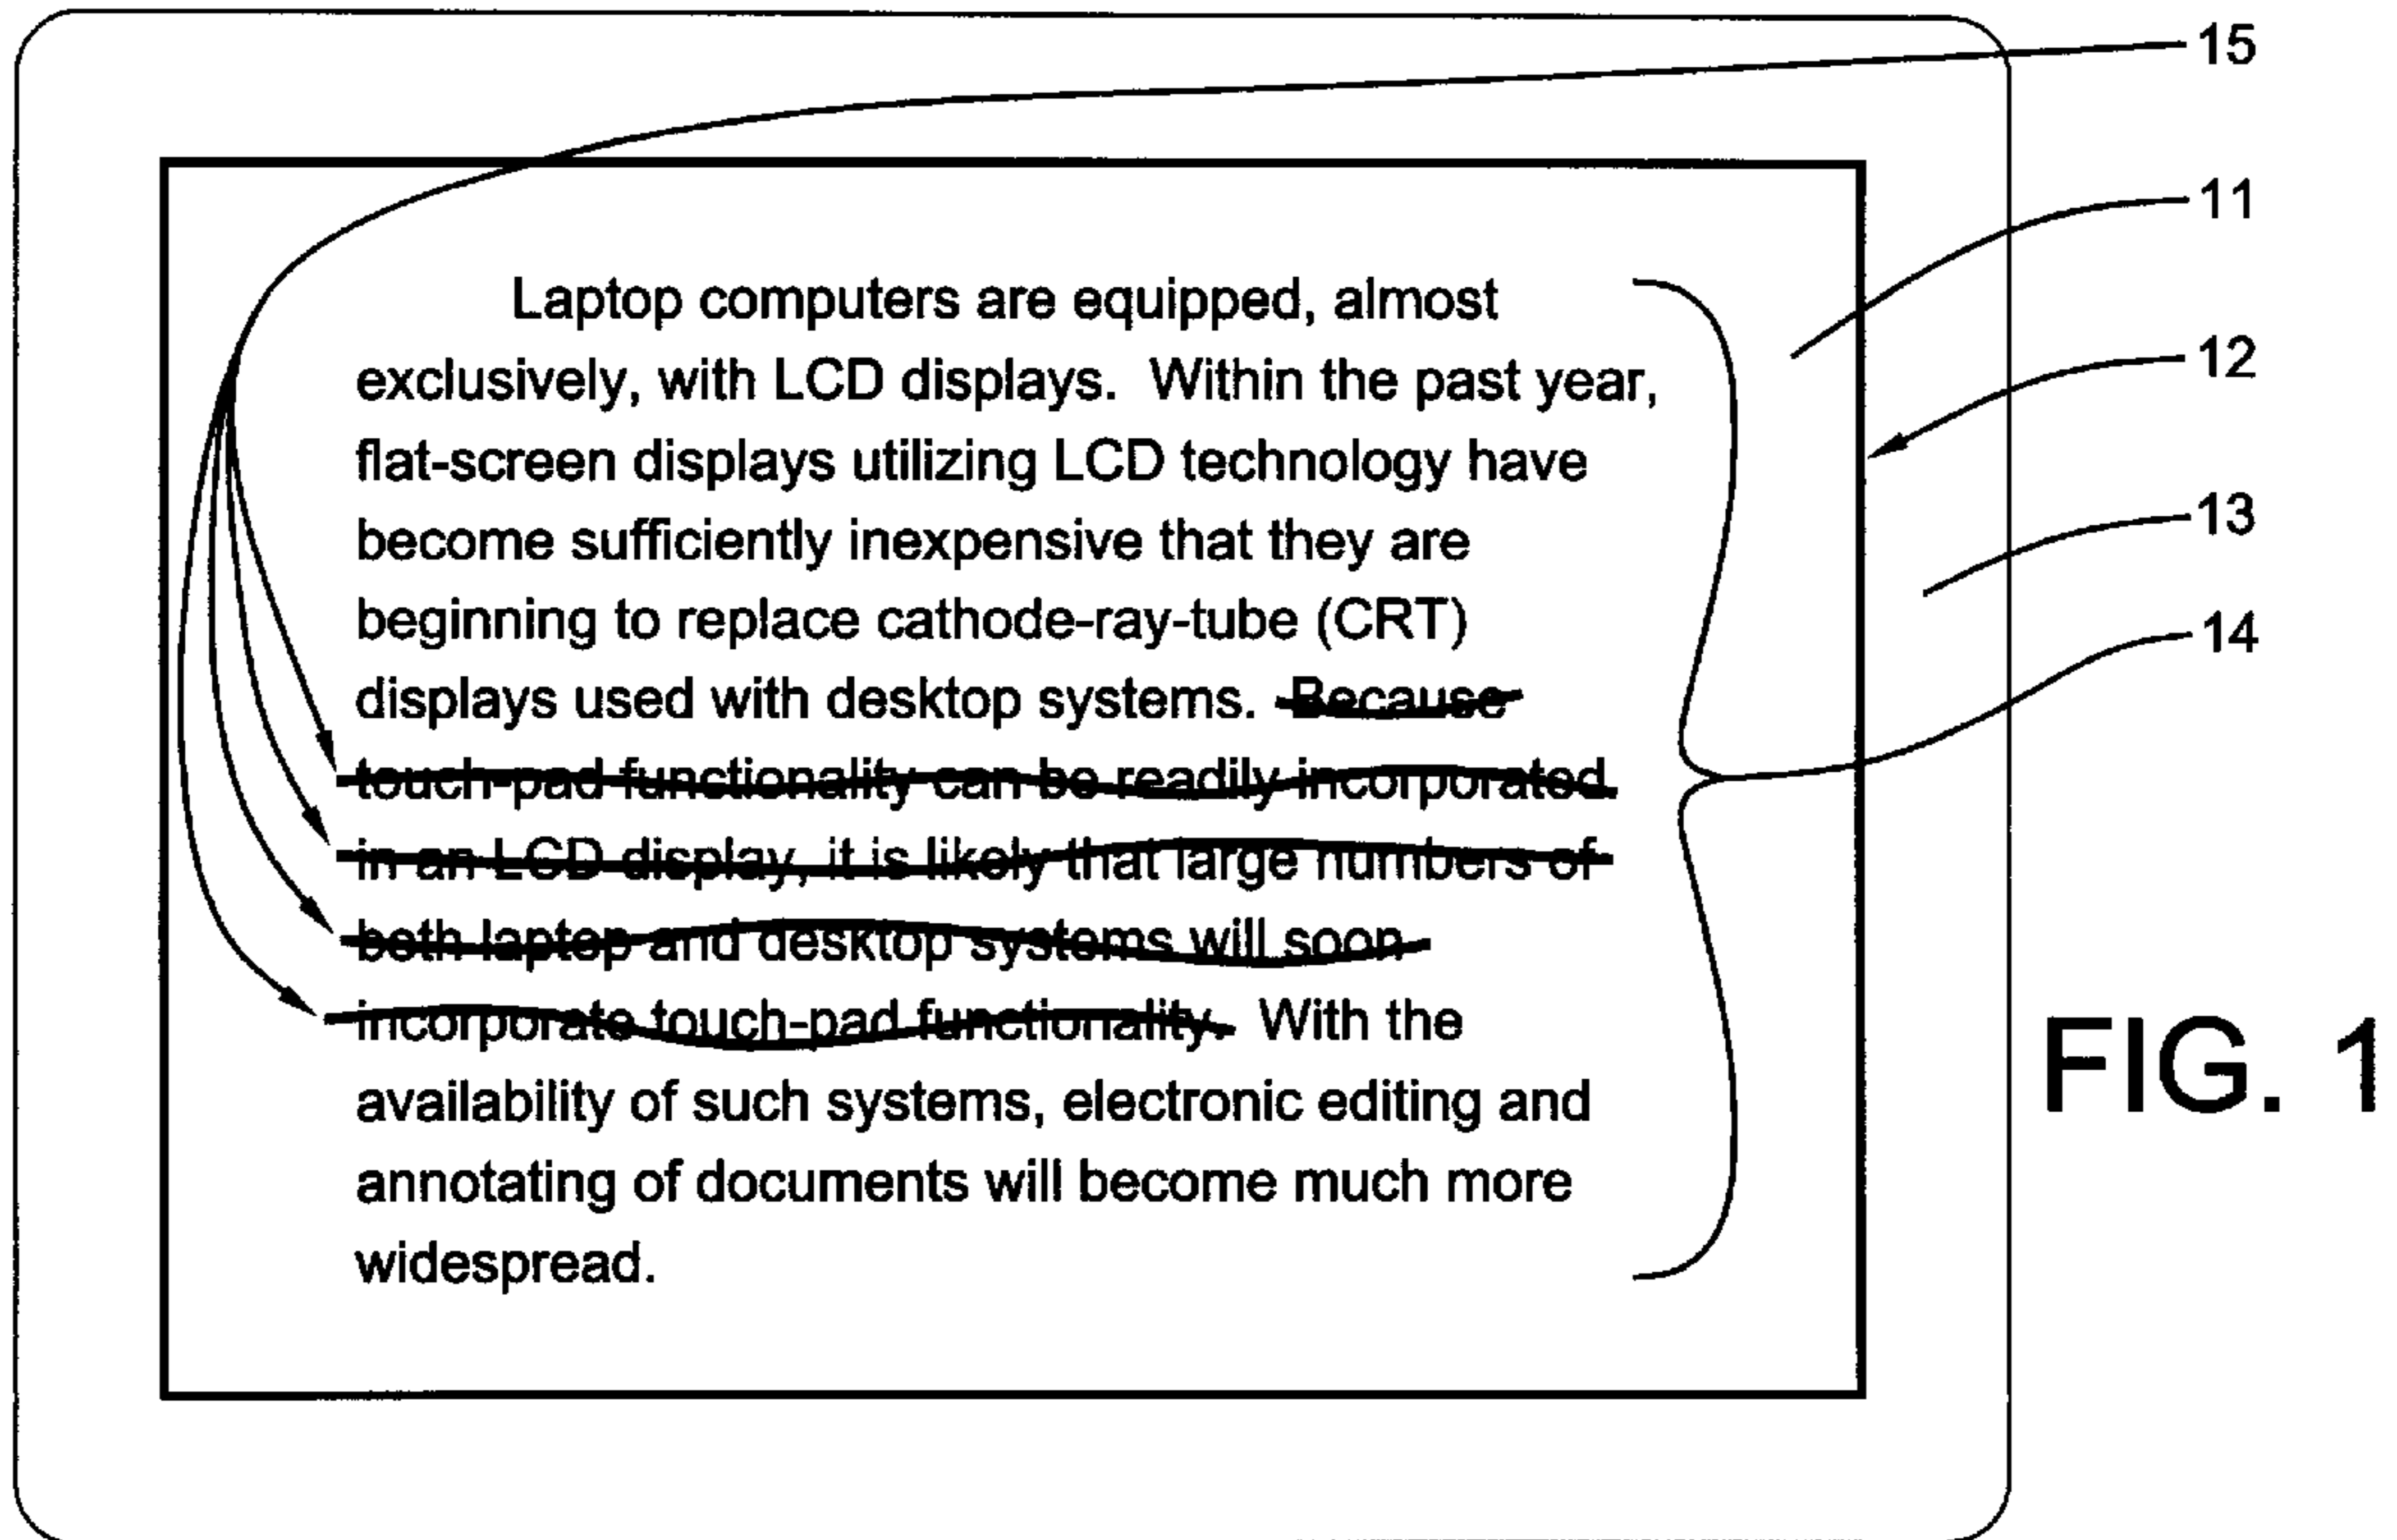 15
11
12
13
14
Laptop computers are equipped, almost
exclusively, with LCD displays. Within the past year,
flat-screen displays utilizing LCD technology have
become sufficiently inexpensive that they are
beginning to replace cathode-ray-tube (CRT)
displays used with desktop systems. Because
touch-pad functionality can be readily incorporated
in an LCD display, it is likely that large numbers of
both laptop and desktop systems will soon
incorporate touch-pad functionality. With the
availability of such systems, electronic editing and
annotating of documents will become much more
widespread.
FIG. 1